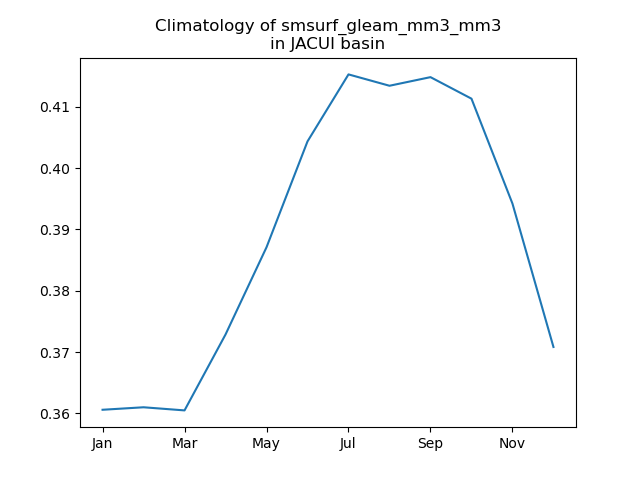 Climatology of smsurf_gleam_mm3_mm3
in JACUI basin
0.41
0.40
0.39
0.38
0.37
0.36
Jan Mar May Jul Sep Nov